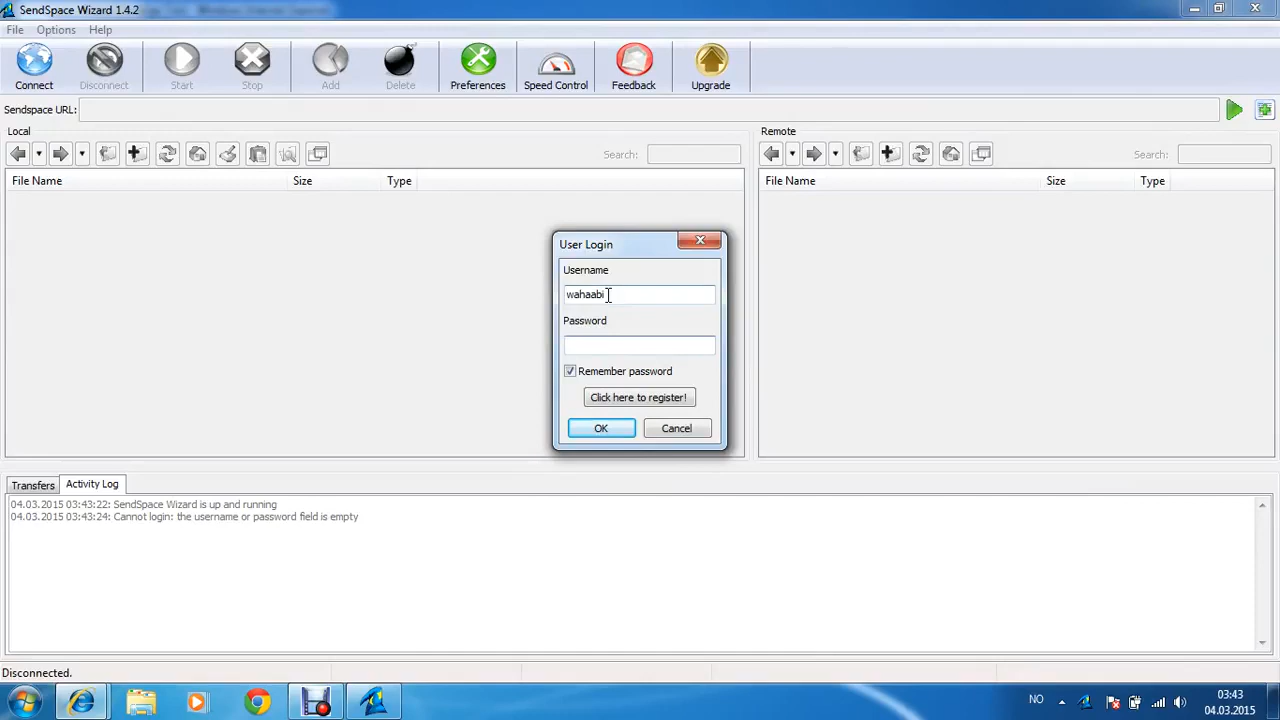 SendSpace Wizard 1.4.2
File Options Help
Connect Disconnect Start Stop Add Delete Preferences Speed Control Feedback Upgrade
Sendspace URL:
Local
Remote
Search:
Search:
File Name Size Type
File Name Size Type
User Login
Username
wahaabi
Password
Remember password
Click here to register!
OK Cancel
Transfers Activity Log
04.03.2015 03:43:22: SendSpace Wizard is up and running
04.03.2015 03:43:24: Cannot login: the username or password field is empty
Disconnected.
NO
03:43
04.03.2015